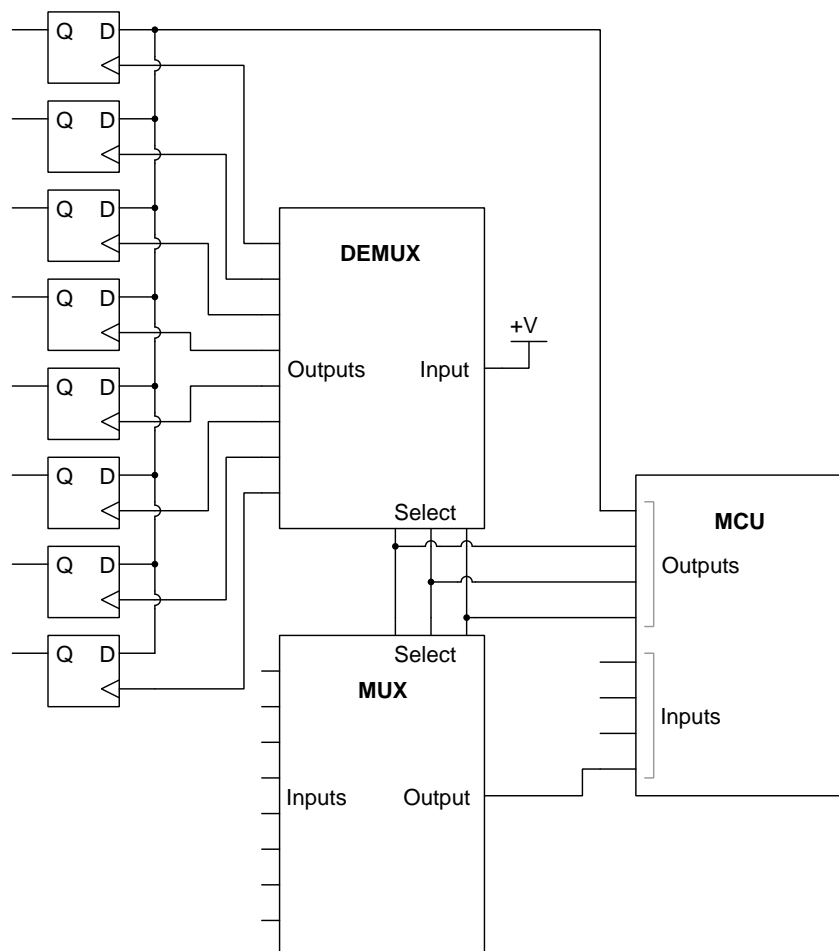 Q D
Q D
Q D
Q D
Q D
Q D
Q D
Q D
DEMUX
+V
Outputs Input
Select
MCU
Outputs
Inputs
Select
MUX
Inputs Output